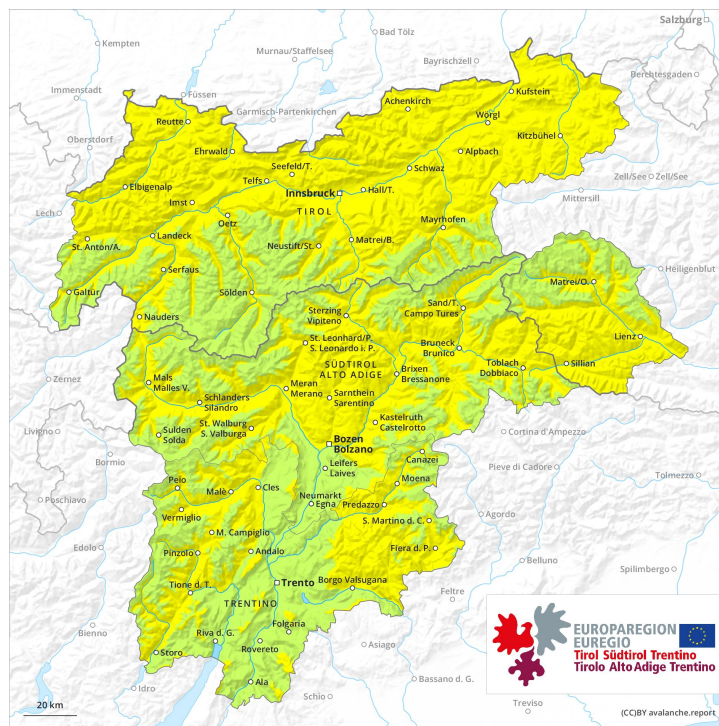 Salzburg
Bad Tölz
Kempten
Murnau/Staffelsee
Bayrischzell
Berchtesgaden
Immenstadt
Füssen
Garmisch-Partenkirchen
Achenkirch
Kufstein
Reutte
Wörgl
Oberstdorf
Kitzbühel
Ehrwald
Seefeld/T.
Alpbach
Schwaz
Telfs
Zell/See
Zell/See
Elbigenalp
Innsbruck
Hall/T.
Mittersill
Imst
TIROL
Lech
Oetz
Mayrhofen
Landeck
Neustift/St.
Matrei/B.
St. Anton/A.
Heiligenblut
Serfaus
Matrei/O.
Galtür
Sölden
Nauders
Sterzing
Vipiteno
Sand/T.
Campo Tures
Lienz
St. Leonhard/P.
S. Leonardo i. P.
Bruneck
Brunico
SÜDTIROL
ALTO ADIGE
Toblach
Dobbiaco
Sillian
Brixen
Bressanone
Mals
Malles V.
Meran
Merano
Zernez
Sarnthein
Sarentino
Schlanders
Silandro
Kastelruth
Castelrotto
St. Walburg
S. Valburga
Sulden
Solda
Livigno
Cortina d'Ampezzo
Bozen
Bolzano
Bormio
Canazei
Leifers
Laives
Pieve di Cadore
Tolmezzo
Peio
Malè
Cles
Moena
Neumarkt
Egna
Poschiavo
Predazzo
Vermiglio
Agordo
S. Martino d. C.
M. Campiglio
Edolo
Pinzolo
Andalo
Fiera d. P.
Belluno
Spilimbergo
Trento
Tione d. T.
Borgo Valsugana
Feltre
TRENTINO
Folgaria
Bienno
Riva d. G.
Rovereto
Asiago
Storo
Bassano d. G.
Ala
Idro
Schio
Treviso
EUROPAREGION
EUREGIO
Tirol Südtirol Trentino
Tirolo Alto Adige Trentino
20 km
(CC)BY avalanche.report